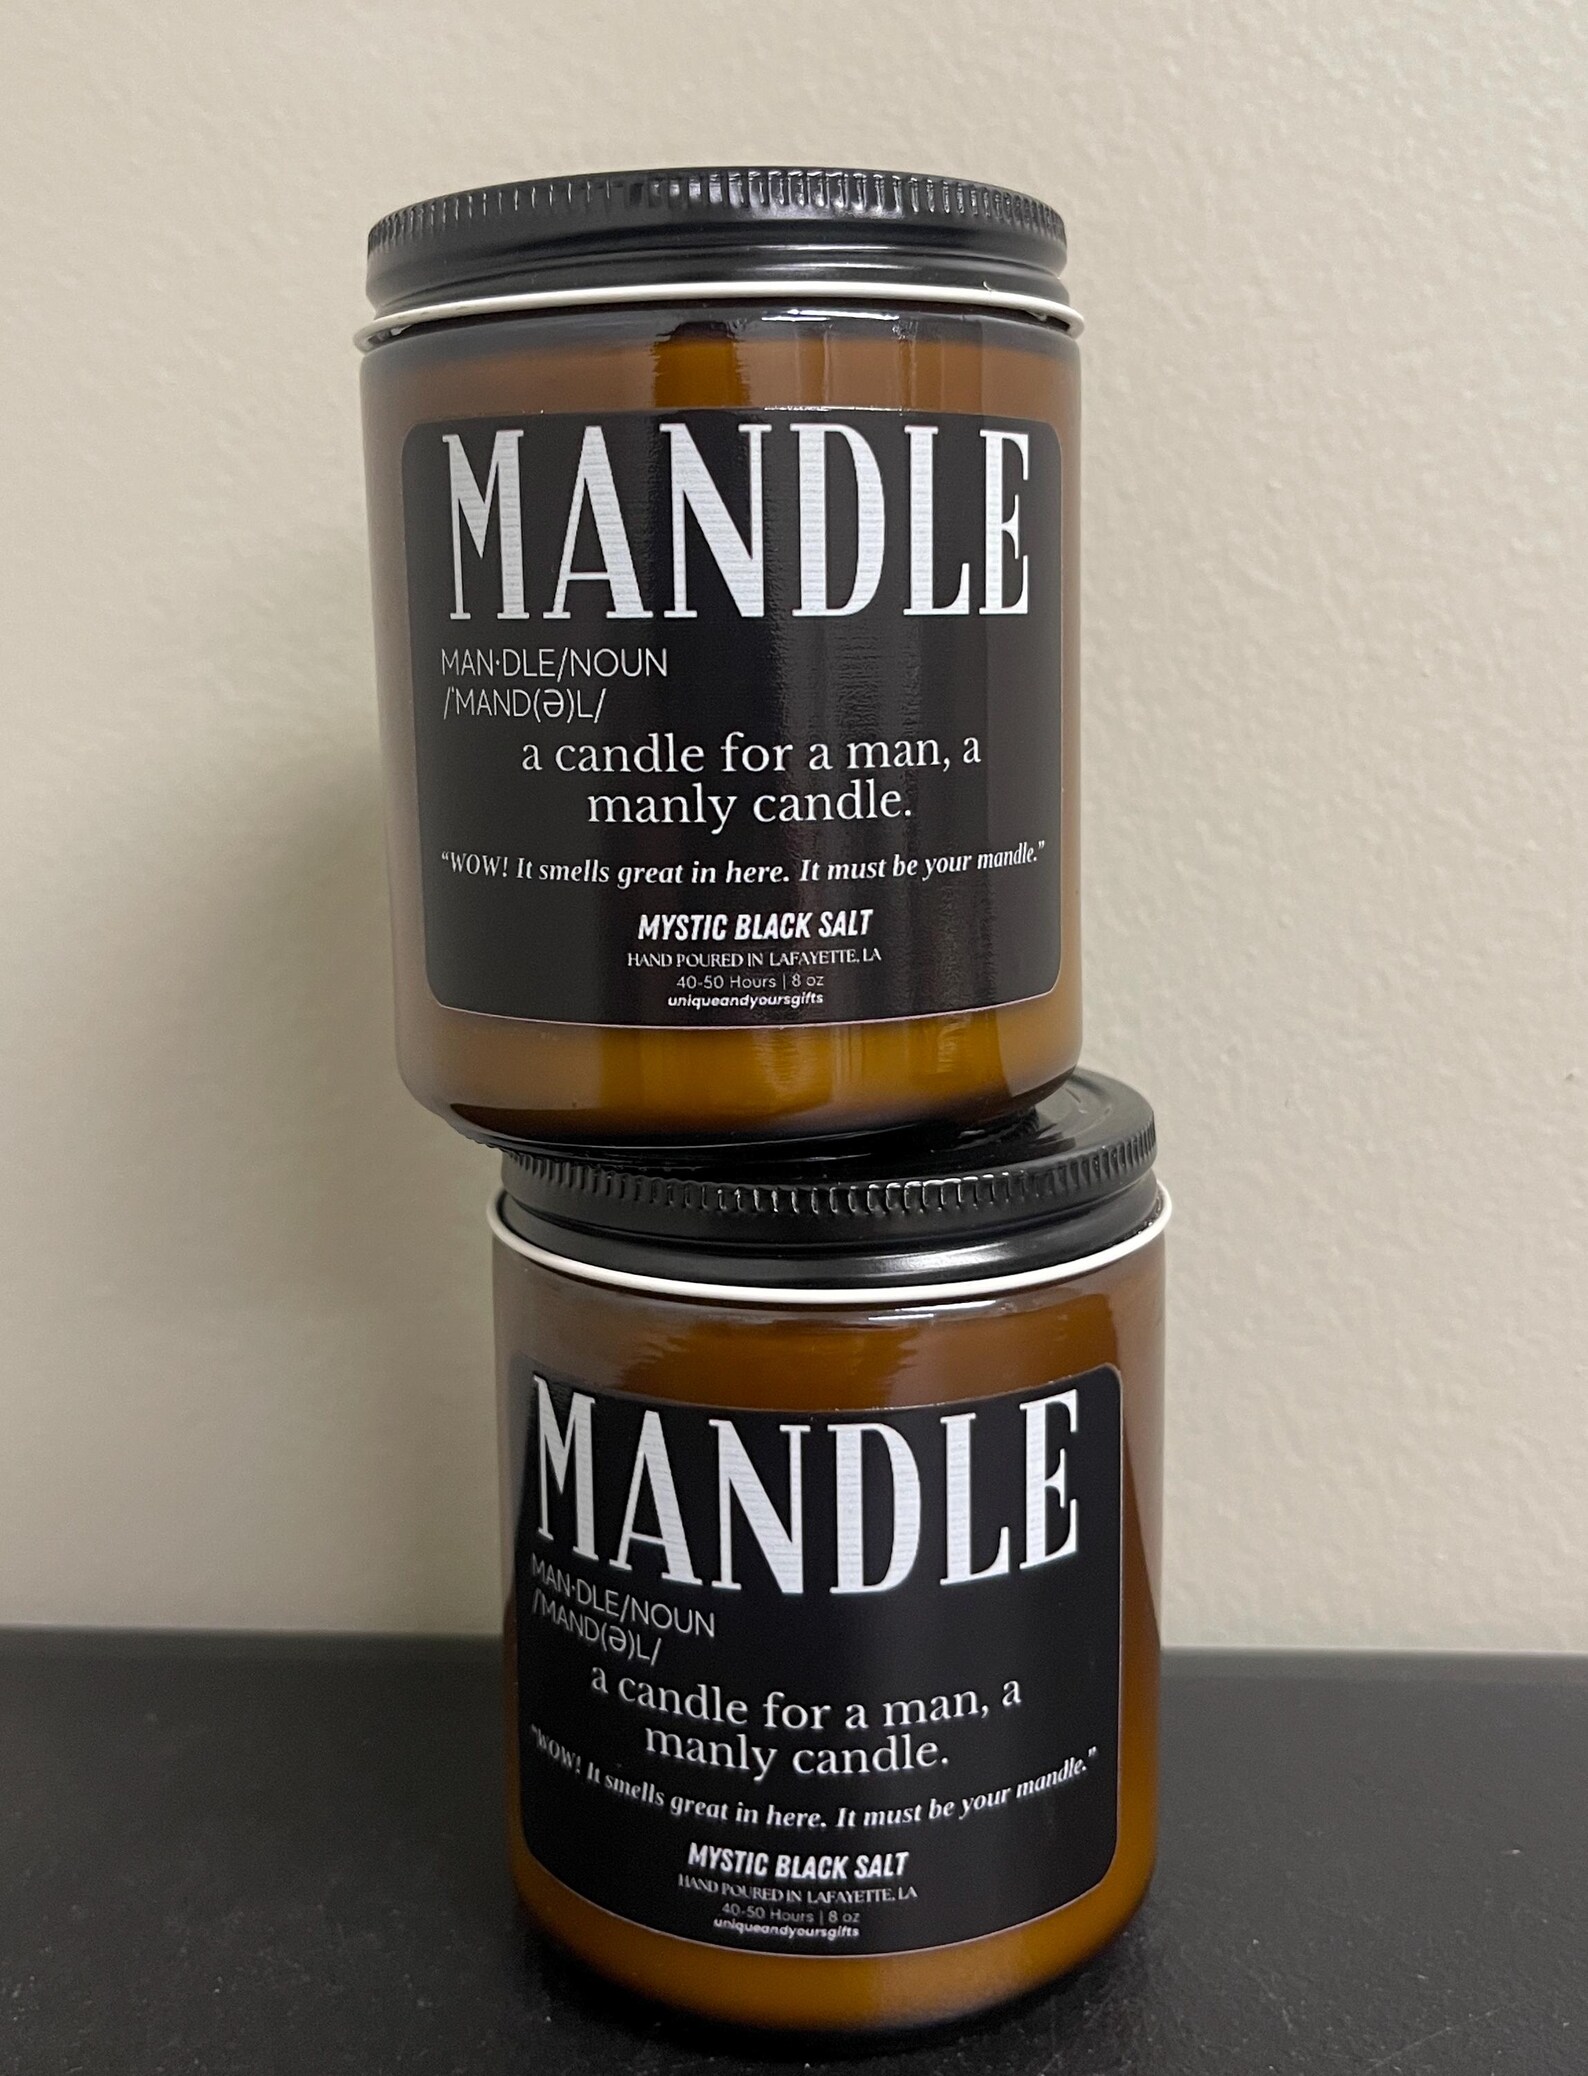 MANDLE
MAN·DLE/NOUN
/'MAND(Ə)L/
a candle for a man, a
manly candle.
“WOW! It smells great in here. It must be your mandle.”
MYSTIC BLACK SALT
HAND POURED IN LAFAYETTE, LA
40-50 Hours | 8 oz
uniqueandyoursgifts
MANDLE
MAN·DLE/NOUN
/'MAND(Ə)L/
a candle for a man, a
manly candle.
“WOW! It smells great in here. It must be your mandle.”
MYSTIC BLACK SALT
HAND POURED IN LAFAYETTE, LA
40-50 Hours | 8 oz
uniqueandyoursgifts